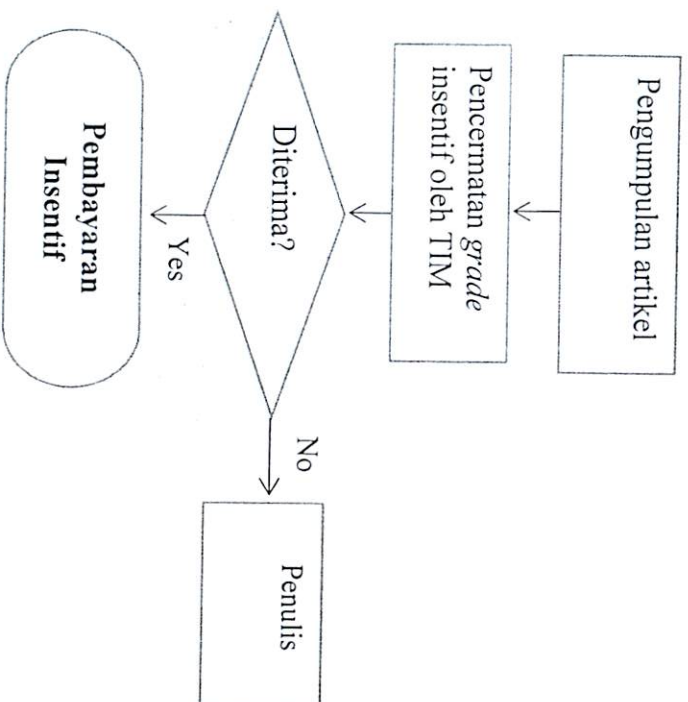 Pengumpulan artikel
Pencermatan grade
insentif oleh TIM
Diterima?
No
Penulis
Yes
Pembayaran
Insentif